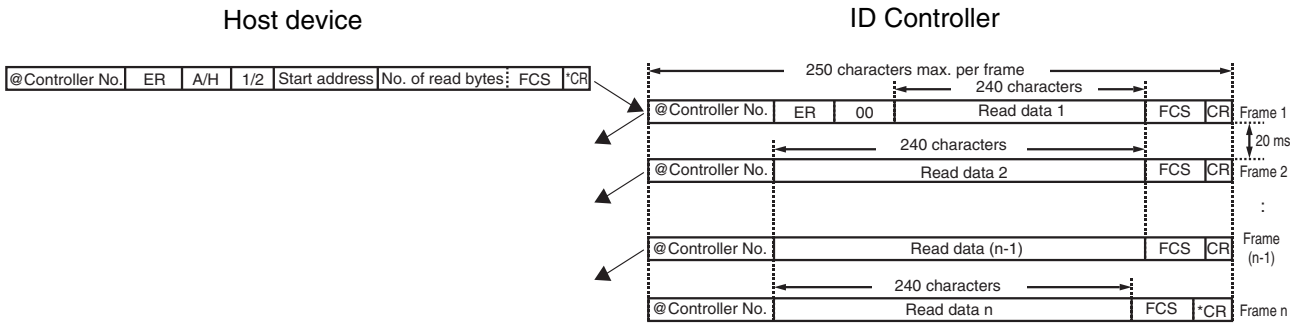 Host device
ID Controller
@Controller No. ER A/H 1/2 Start address No. of read bytes FCS *CR
250 characters max. per frame
240 characters
@Controller No. ER 00 Read data 1 FCS CR Frame 1
20 ms
240 characters
@Controller No. Read data 2 FCS CR Frame 2
:
@Controller No. Read data (n-1) FCS CR Frame (n-1)
240 characters
@Controller No. Read data n FCS *CR Frame n